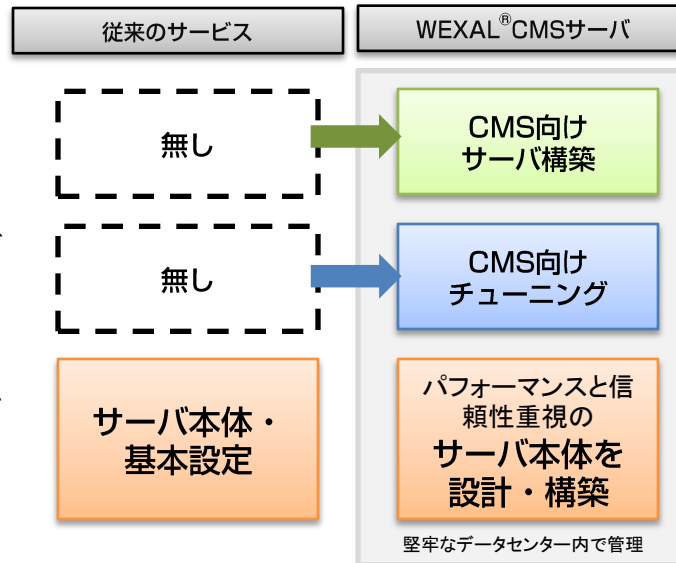 従来のサービス
WEXAL®CMSサーバ
無し
CMS向け
サーバ構築
無し
CMS向け
チューニング
サーバ本体・
基本設定
パフォーマンスと信
頼性重視の
サーバ本体を
設計・構築
堅牢なデータセンター内で管理